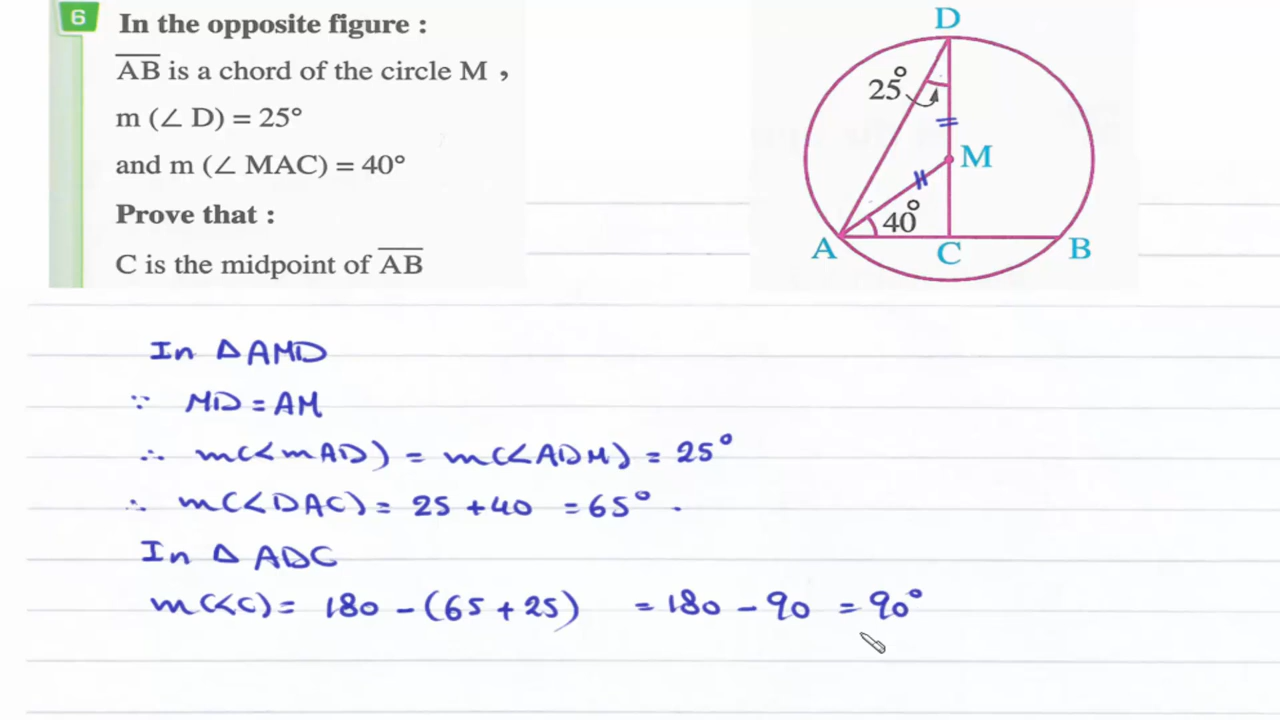 6 In the opposite figure :
AB is a chord of the circle M ,
m (∠ D) = 25°
and m (∠ MAC) = 40°
Prove that :
C is the midpoint of AB
D
25°
M
40°
A
C
B
In △ AMD
∵ MD = AM
∴ m(<mAD) = m(<ADM) = 25°
∴ m(<DAC) = 25 + 40 = 65° .
In △ ADC
m(<C) = 180 - (65 + 25) = 180 - 90 = 90°